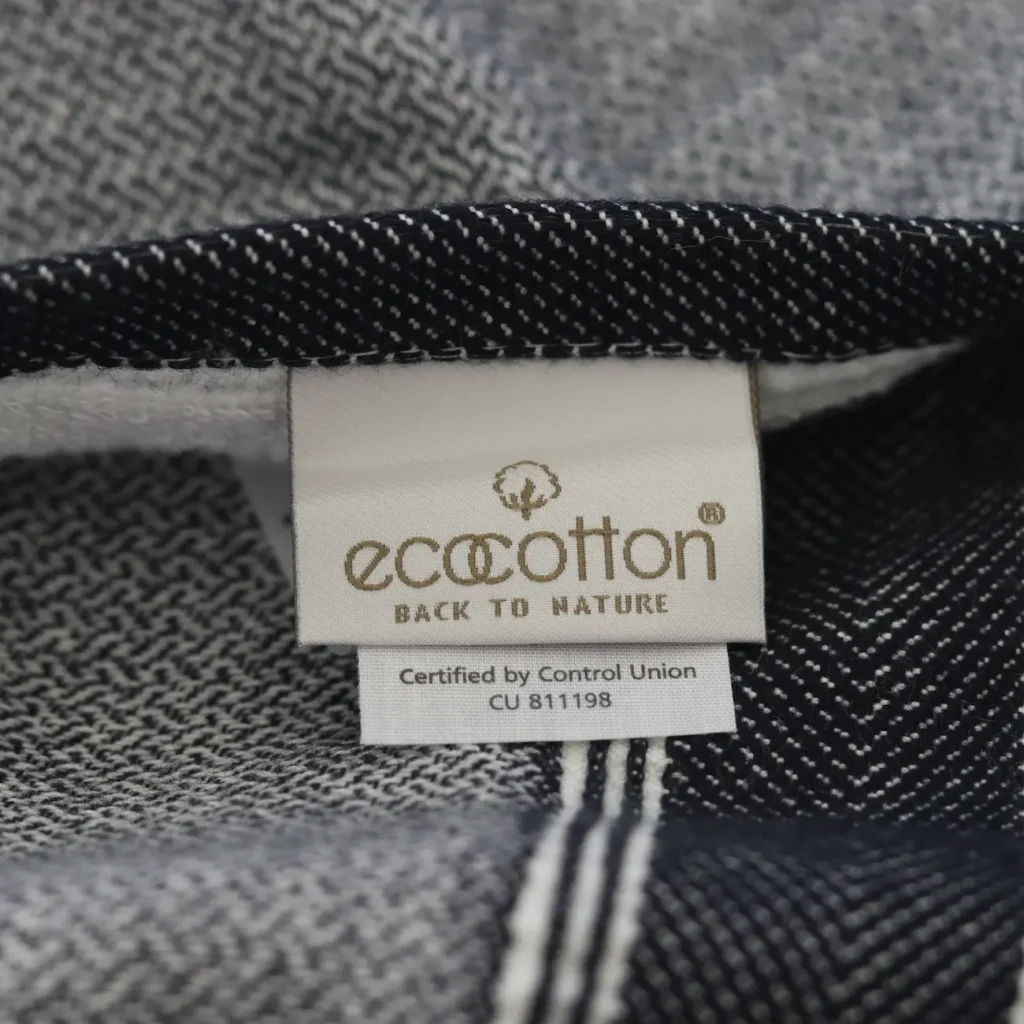 ecocotton®
BACK TO NATURE
Certified by Control Union
CU 811198